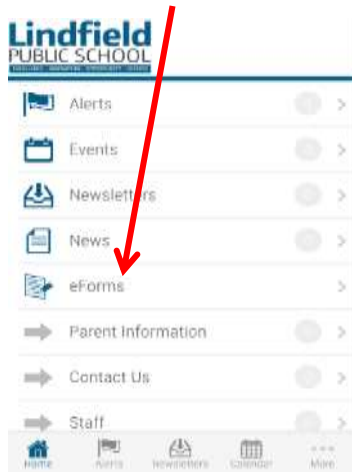 Lindfield
PUBLIC SCHOOL
Alerts
Events
Newsletters
News
eForms
Parent Information
Contact Us
Staff
Home
Alerts
Newsletters
Calendar
More